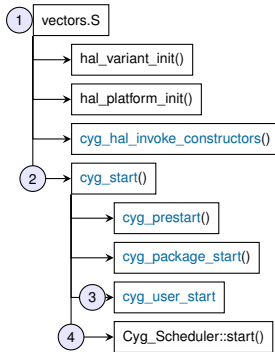 1 vectors.S
hal_variant_init()
hal_platform_init()
cyg_hal_invoke_constructors()
2 cyg_start()
cyg_prestart()
cyg_package_start()
3 cyg_user_start
4 Cyg_Scheduler::start()